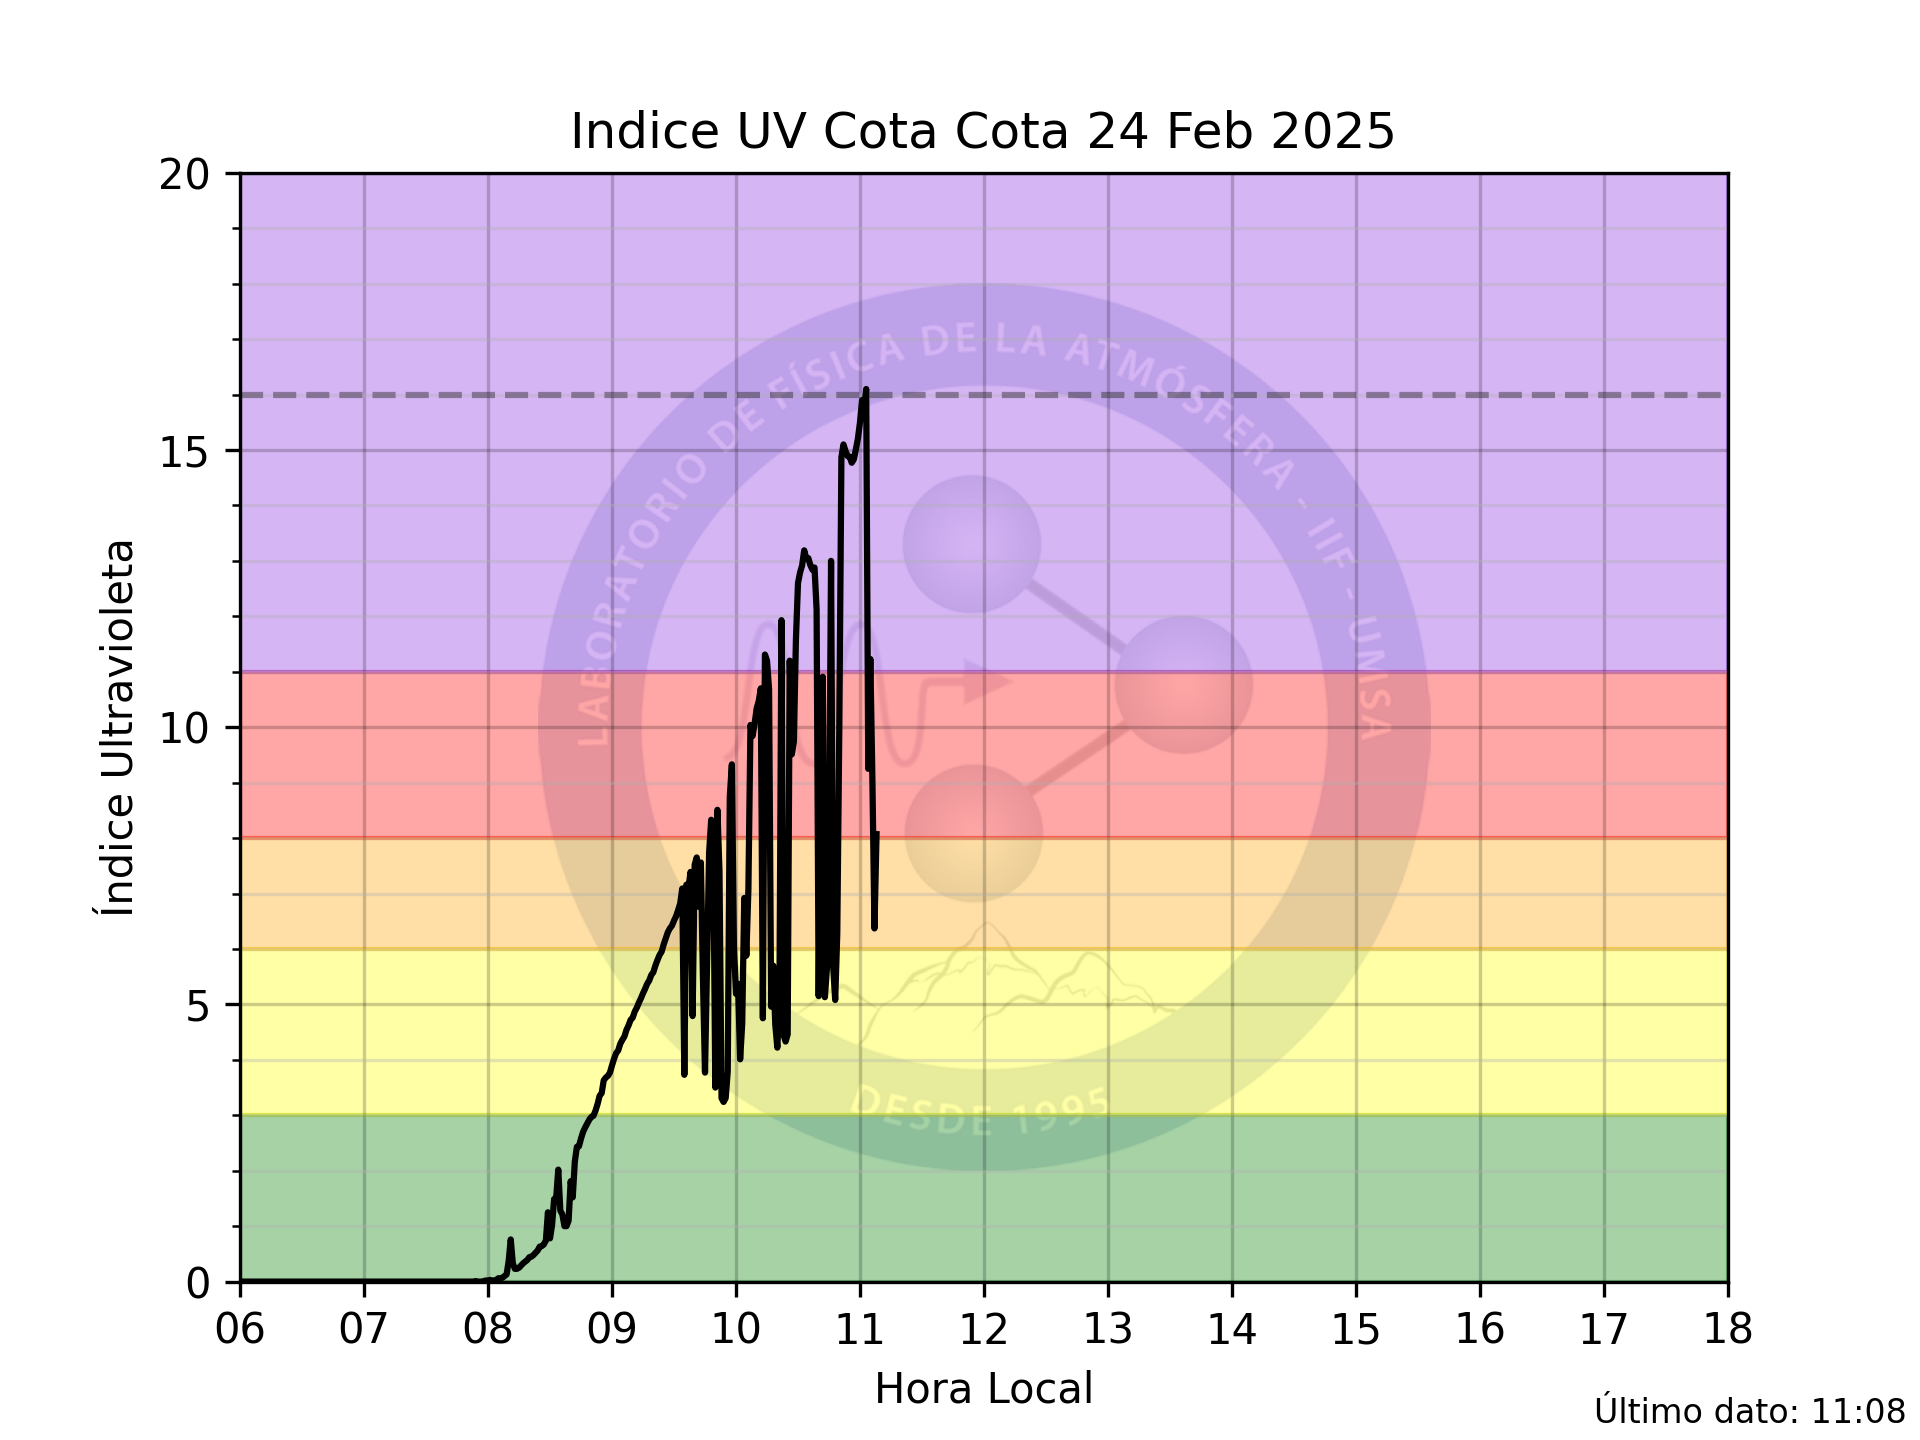 Indice UV Cota Cota 24 Feb 2025
20
15
10
5
0
Índice Ultravioleta
LABORATORIO DE FÍSICA DE LA ATMÓSFERA - IIF - UMSA
DESDE 1995
06 07 08 09 10 11 12 13 14 15 16 17 18
Hora Local
Último dato: 11:08